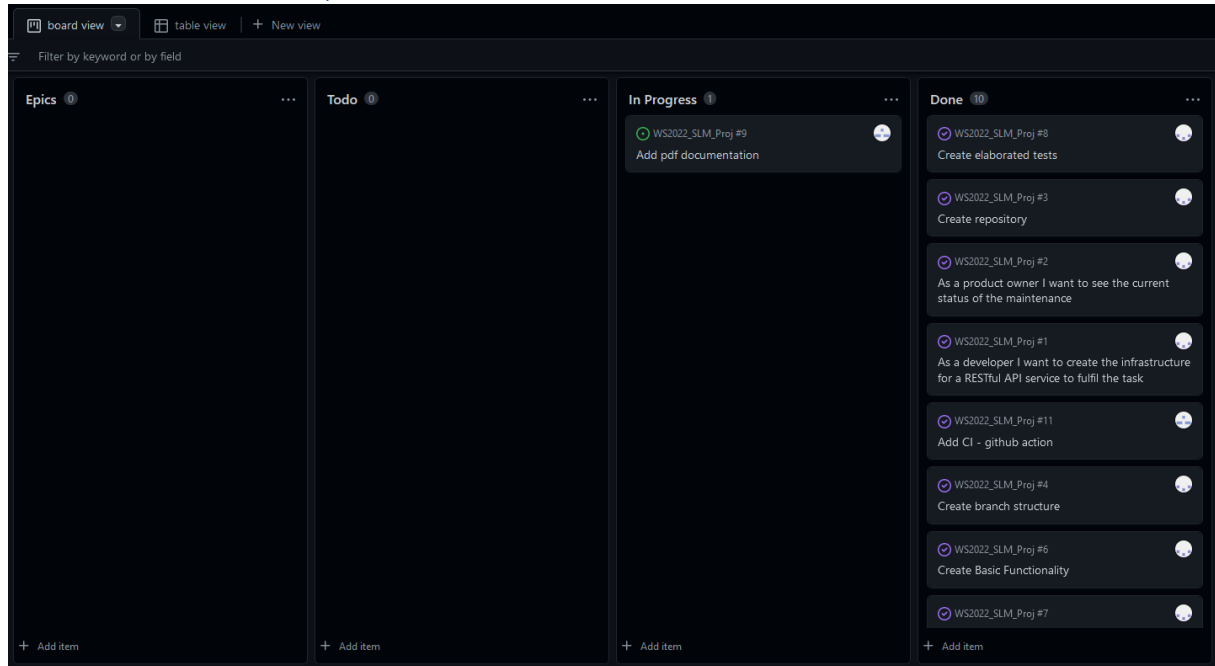 board view
table view
+ New view
Filter by keyword or by field
Epics 0 ...
Todo 0 ...
In Progress 1 ...
WS2022_SLM_Proj #9
Add pdf documentation
Done 10 ...
WS2022_SLM_Proj #8
Create elaborated tests
WS2022_SLM_Proj #3
Create repository
WS2022_SLM_Proj #2
As a product owner I want to see the current
status of the maintenance
WS2022_SLM_Proj #1
As a developer I want to create the infrastructure
for a RESTful API service to fulfil the task
WS2022_SLM_Proj #11
Add CI - github action
WS2022_SLM_Proj #4
Create branch structure
WS2022_SLM_Proj #6
Create Basic Functionality
WS2022_SLM_Proj #7
+ Add item
+ Add item
+ Add item
+ Add item